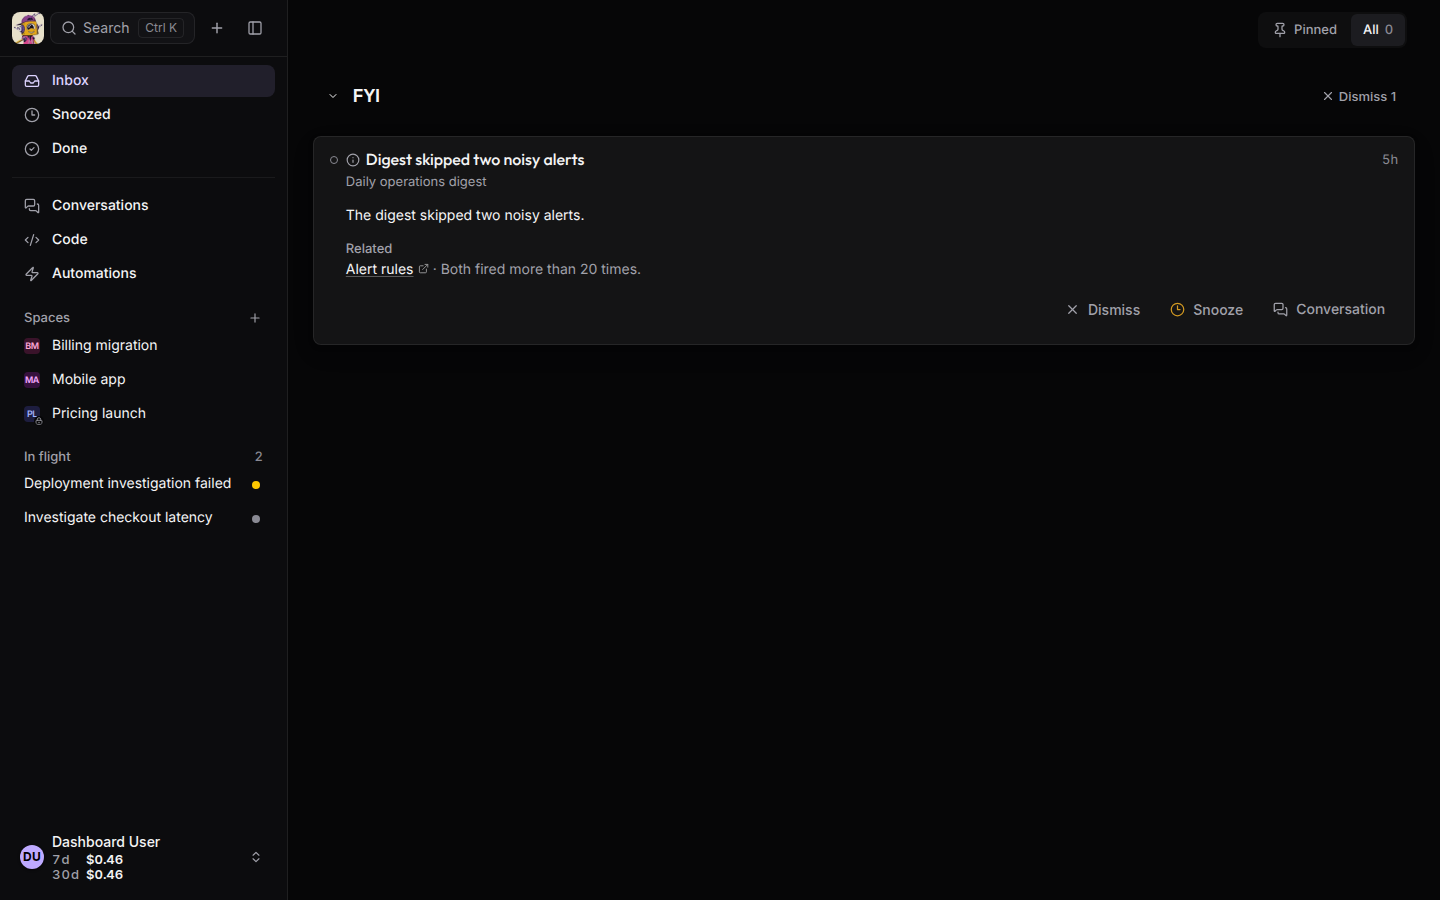 Search Ctrl K
Inbox
Snoozed
Done
Conversations
Code
Automations
Spaces
BM Billing migration
MA Mobile app
PL Pricing launch
In flight 2
Deployment investigation failed
Investigate checkout latency
DU Dashboard User
7d $0.46
30d $0.46
Pinned All 0
FYI Dismiss 1
Digest skipped two noisy alerts 5h
Daily operations digest
The digest skipped two noisy alerts.
Related
Alert rules · Both fired more than 20 times.
Dismiss Snooze Conversation